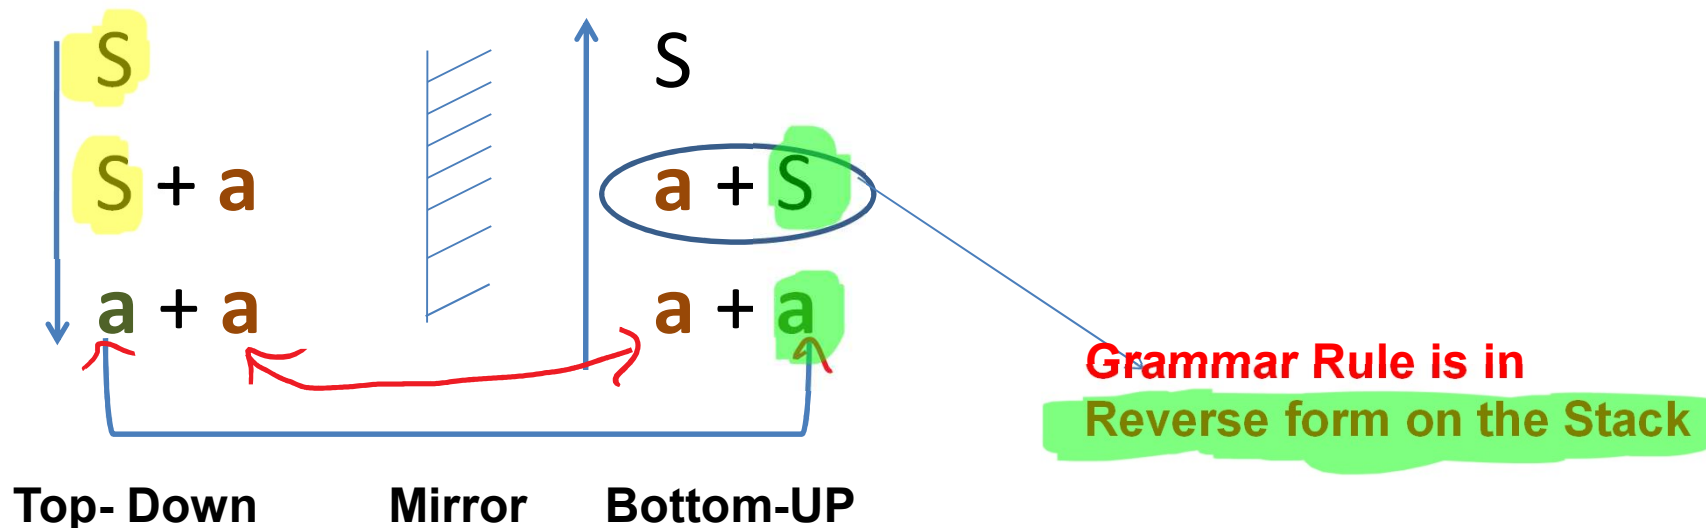 S
S + a
a + a
S
a + S
a + a
Grammar Rule is in
Reverse form on the Stack
Top- Down
Mirror
Bottom-UP